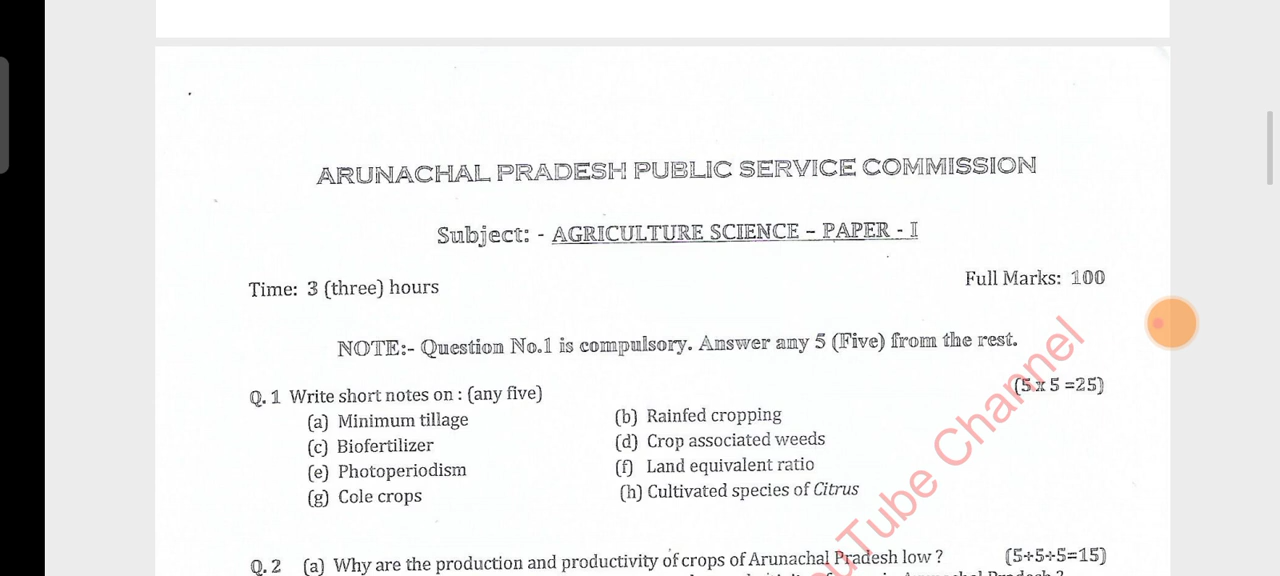 ARUNACHAL PRADESH PUBLIC SERVICE COMMISSION
Subject: - AGRICULTURE SCIENCE – PAPER - I
Time: 3 (three) hours
Full Marks: 100
NOTE:- Question No.1 is compulsory. Answer any 5 (Five) from the rest.
Q. 1 Write short notes on : (any five) (5 x 5 =25)
(a) Minimum tillage (b) Rainfed cropping
(c) Biofertilizer (d) Crop associated weeds
(e) Photoperiodism (f) Land equivalent ratio
(g) Cole crops (h) Cultivated species of Citrus
Q. 2 (a) Why are the production and productivity of crops of Arunachal Pradesh low ? (5+5+5=15)
uTube Channel